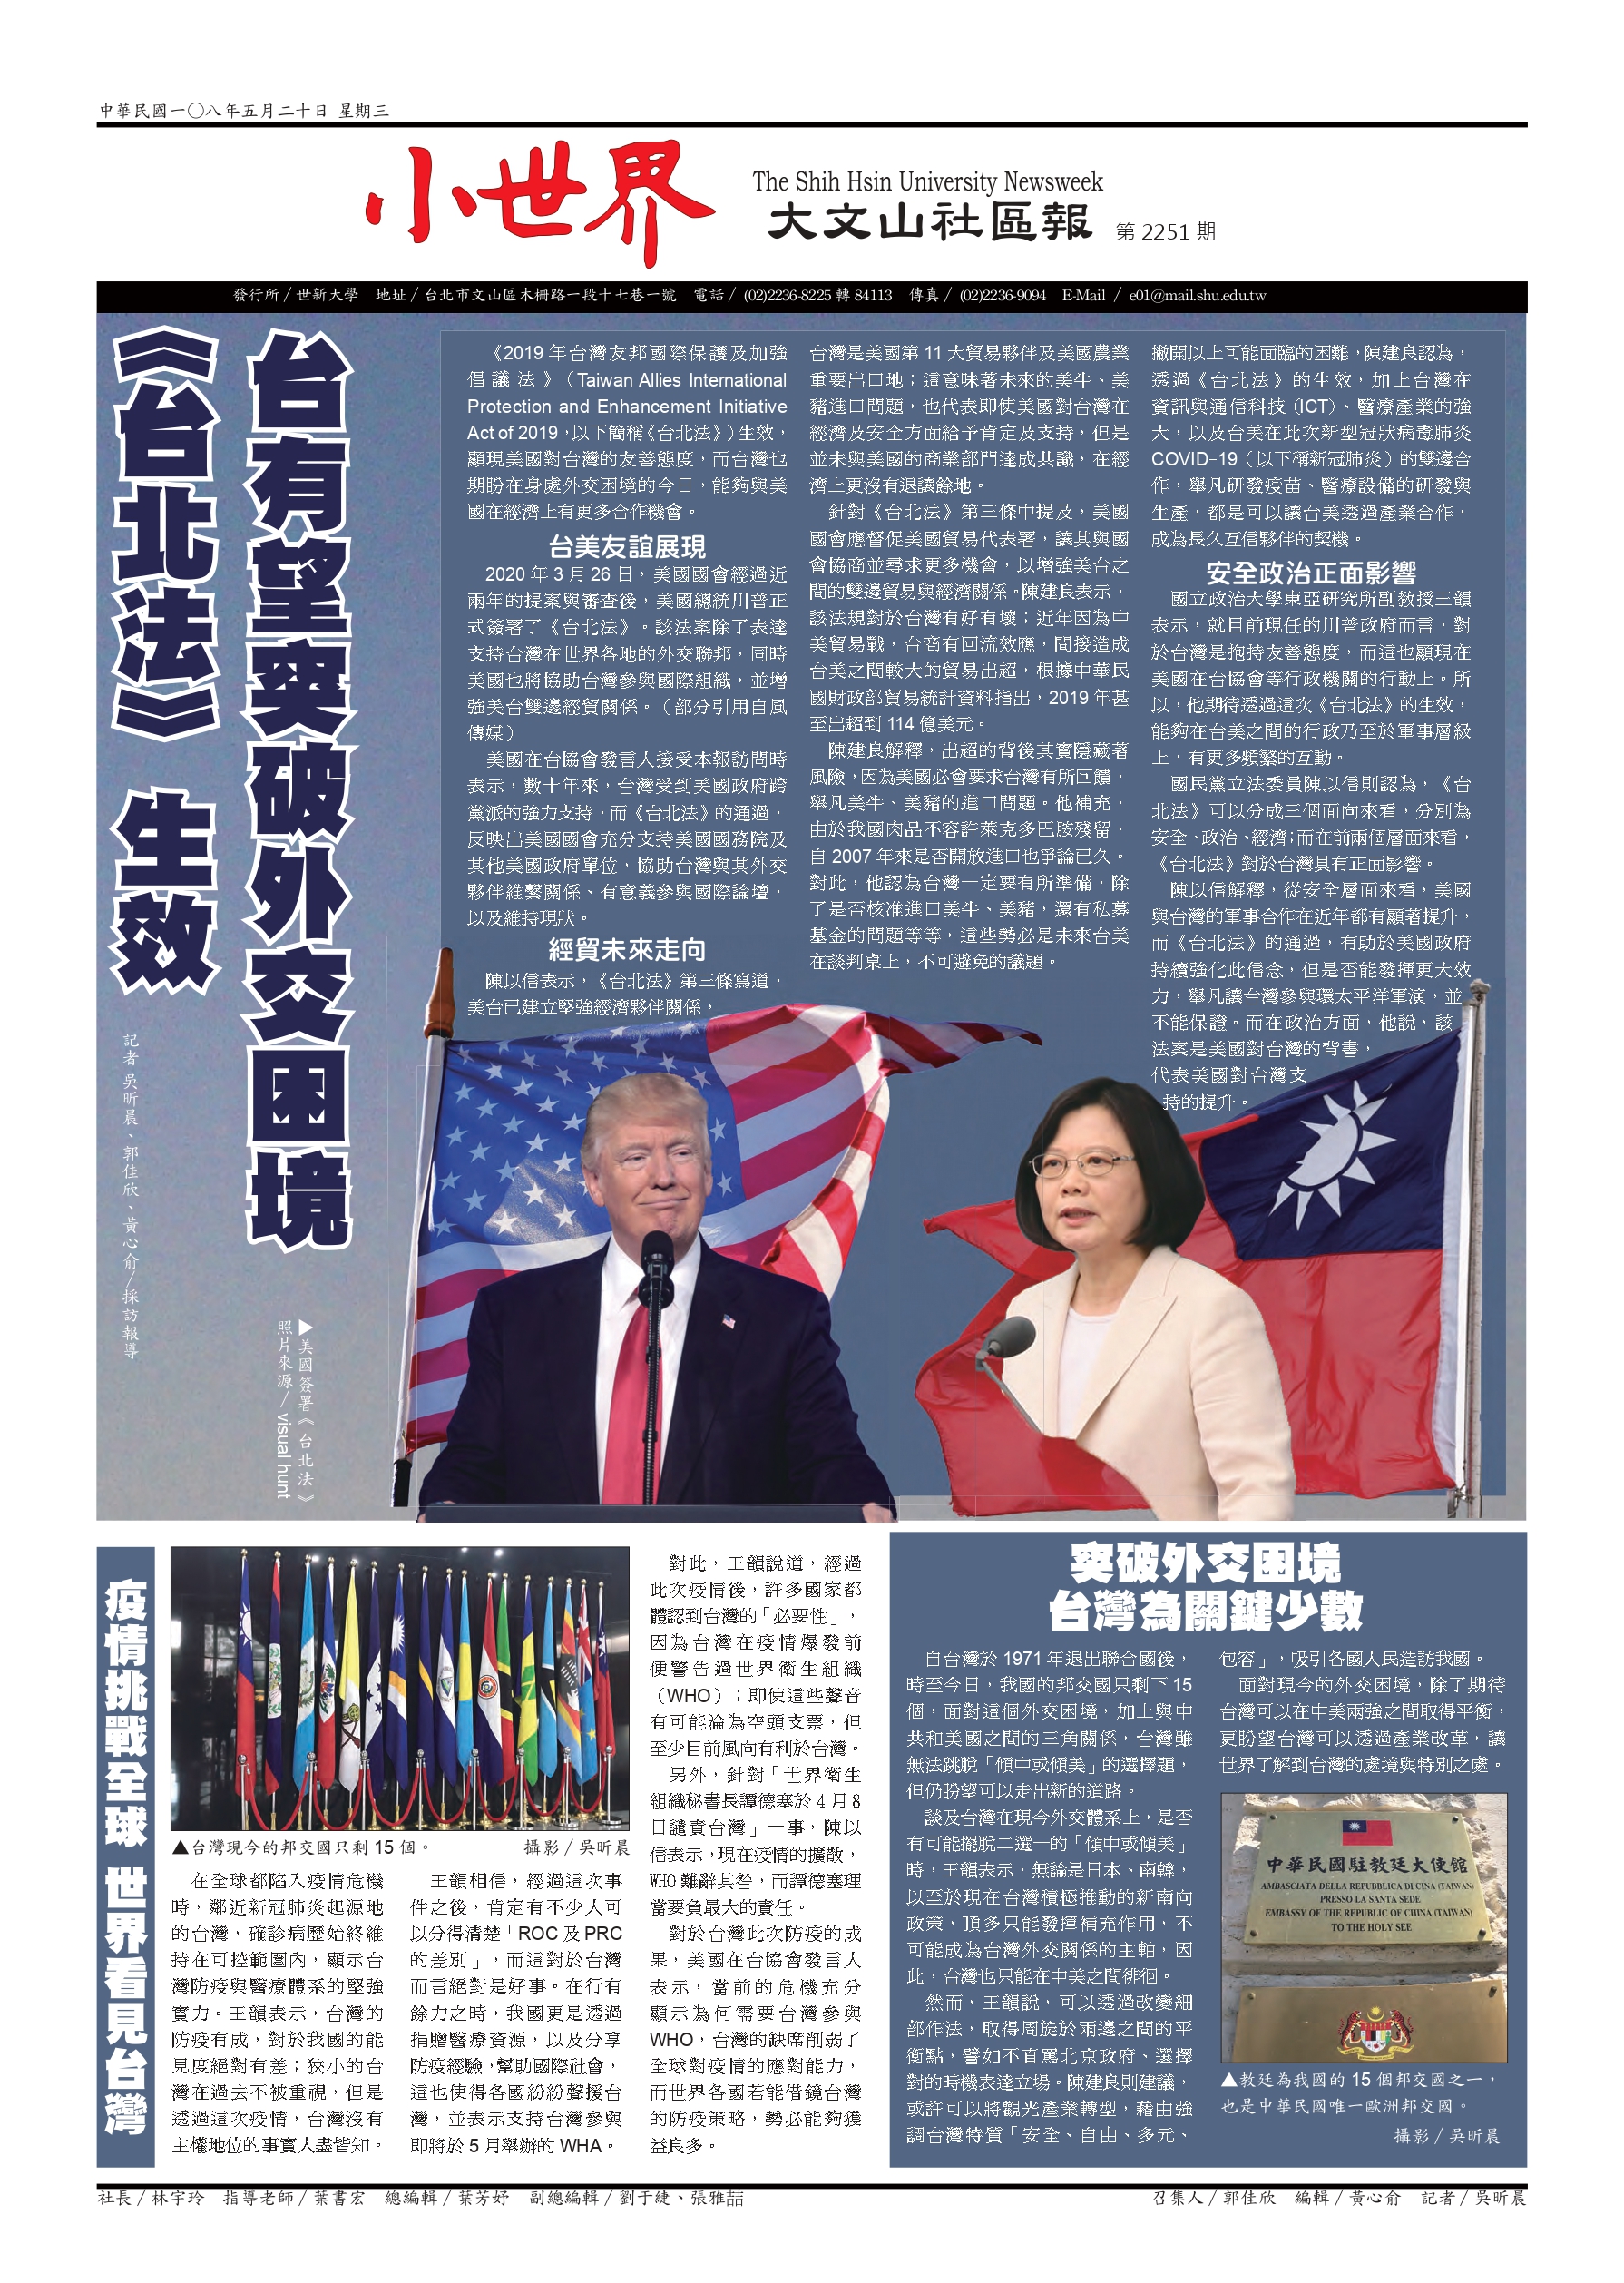 中華民國一〇八年五月二十日 星期三
小世界
The Shih Hsin University Newsweek
大文山社區報 第 2251 期
發行所／世新大學 地址／台北市文山區木柵路一段十七巷一號 電話／ (02)2236-8225 轉 84113 傳真／ (02)2236-9094 E-Mail ／ e01@mail.shu.edu.tw
《台北法》 生效
台有望突破外交困境
記者 吳昕晨、郭佳欣、黃心俞／採訪報導
▶美國簽署《台北法》
照片來源／ visual hunt
《2019 年台灣友邦國際保護及加強
倡議法》（Taiwan Allies International
Protection and Enhancement Initiative
Act of 2019，以下簡稱《台北法》）生效，
顯現美國對台灣的友善態度，而台灣也
期盼在身處外交困境的今日，能夠與美
國在經濟上有更多合作機會。
台美友誼展現
2020 年 3 月 26 日，美國國會經過近
兩年的提案與審查後，美國總統川普正
式簽署了《台北法》。該法案除了表達
支持台灣在世界各地的外交聯邦，同時
美國也將協助台灣參與國際組織，並增
強美台雙邊經貿關係。（部分引用自風
傳媒）
美國在台協會發言人接受本報訪問時
表示，數十年來，台灣受到美國政府跨
黨派的強力支持，而《台北法》的通過，
反映出美國國會充分支持美國國務院及
其他美國政府單位，協助台灣與其外交
夥伴維繫關係、有意義參與國際論壇，
以及維持現狀。
經貿未來走向
陳以信表示，《台北法》第三條寫道，
美台已建立堅強經濟夥伴關係，
台灣是美國第 11 大貿易夥伴及美國農業
重要出口地；這意味著未來的美牛、美
豬進口問題，也代表即使美國對台灣在
經濟及安全方面給予肯定及支持，但是
並未與美國的商業部門達成共識，在經
濟上更沒有退讓餘地。
針對《台北法》第三條中提及，美國
國會應督促美國貿易代表署，讓其與國
會協商並尋求更多機會，以增強美台之
間的雙邊貿易與經濟關係。陳建良表示，
該法規對於台灣有好有壞；近年因為中
美貿易戰，台商有回流效應，間接造成
台美之間較大的貿易出超，根據中華民
國財政部貿易統計資料指出，2019 年甚
至出超到 114 億美元。
陳建良解釋，出超的背後其實隱藏著
風險，因為美國必會要求台灣有所回饋，
舉凡美牛、美豬的進口問題。他補充，
由於我國肉品不容許萊克多巴胺殘留，
自 2007 年來是否開放進口也爭論已久。
對此，他認為台灣一定要有所準備，除
了是否核准進口美牛、美豬，還有私募
基金的問題等等，這些勢必是未來台美
在談判桌上，不可避免的議題。
撇開以上可能面臨的困難，陳建良認為，
透過《台北法》的生效，加上台灣在
資訊與通信科技（ICT）、醫療產業的強
大，以及台美在此次新型冠狀病毒肺炎
COVID-19（以下稱新冠肺炎）的雙邊合
作，舉凡研發疫苗、醫療設備的研發與
生產，都是可以讓台美透過產業合作，
成為長久互信夥伴的契機。
安全政治正面影響
國立政治大學東亞研究所副教授王韻
表示，就目前現任的川普政府而言，對
於台灣是抱持友善態度，而這也顯現在
美國在台協會等行政機關的行動上。所
以，他期待透過這次《台北法》的生效，
能夠在台美之間的行政乃至於軍事層級
上，有更多頻繁的互動。
國民黨立法委員陳以信則認為，《台
北法》可以分成三個面向來看，分別為
安全、政治、經濟；而在前兩個層面來看，
《台北法》對於台灣具有正面影響。
陳以信解釋，從安全層面來看，美國
與台灣的軍事合作在近年都有顯著提升，
而《台北法》的通過，有助於美國政府
持續強化此信念，但是否能發揮更大效
力，舉凡讓台灣參與環太平洋軍演，並
不能保證。而在政治方面，他說，該
法案是美國對台灣的背書，
代表美國對台灣支
持的提升。
疫情挑戰全球 世界看見台灣
▲台灣現今的邦交國只剩 15 個。 攝影／吳昕晨
在全球都陷入疫情危機
時，鄰近新冠肺炎起源地
的台灣，確診病歷始終維
持在可控範圍內，顯示台
灣防疫與醫療體系的堅強
實力。王韻表示，台灣的
防疫有成，對於我國的能
見度絕對有差；狹小的台
灣在過去不被重視，但是
透過這次疫情，台灣沒有
主權地位的事實人盡皆知。
王韻相信，經過這次事
件之後，肯定有不少人可
以分得清楚「ROC 及 PRC
的差別」，而這對於台灣
而言絕對是好事。在行有
餘力之時，我國更是透過
捐贈醫療資源，以及分享
防疫經驗，幫助國際社會，
這也使得各國紛紛聲援台
灣，並表示支持台灣參與
即將於 5 月舉辦的 WHA。
對此，王韻說道，經過
此次疫情後，許多國家都
體認到台灣的「必要性」，
因為台灣在疫情爆發前
便警告過世界衛生組織
（WHO）；即使這些聲音
有可能淪為空頭支票，但
至少目前風向有利於台灣。
另外，針對「世界衛生
組織秘書長譚德塞於 4 月 8
日譴責台灣」一事，陳以
信表示，現在疫情的擴散，
WHO 難辭其咎，而譚德塞理
當要負最大的責任。
對於台灣此次防疫的成
果，美國在台協會發言人
表示，當前的危機充分
顯示為何需要台灣參與
WHO，台灣的缺席削弱了
全球對疫情的應對能力，
而世界各國若能借鏡台灣
的防疫策略，勢必能夠獲
益良多。
突破外交困境
台灣為關鍵少數
自台灣於 1971 年退出聯合國後，
時至今日，我國的邦交國只剩下 15
個，面對這個外交困境，加上與中
共和美國之間的三角關係，台灣雖
無法跳脫「傾中或傾美」的選擇題，
但仍盼望可以走出新的道路。
談及台灣在現今外交體系上，是否
有可能擺脫二選一的「傾中或傾美」
時，王韻表示，無論是日本、南韓，
以至於現在台灣積極推動的新南向
政策，頂多只能發揮補充作用，不
可能成為台灣外交關係的主軸，因
此，台灣也只能在中美之間徘徊。
然而，王韻說，可以透過改變細
部作法，取得周旋於兩邊之間的平
衡點，譬如不直罵北京政府、選擇
對的時機表達立場。陳建良則建議，
或許可以將觀光產業轉型，藉由強
調台灣特質「安全、自由、多元、
包容」，吸引各國人民造訪我國。
面對現今的外交困境，除了期待
台灣可以在中美兩強之間取得平衡，
更盼望台灣可以透過產業改革，讓
世界了解到台灣的處境與特別之處。
中華民國駐教廷大使館
AMBASCIATA DELLA REPUBBLICA DI CINA (TAIWAN)
PRESSO LA SANTA SEDE
EMBASSY OF THE REPUBLIC OF CHINA (TAIWAN)
TO THE HOLY SEE
▲教廷為我國的 15 個邦交國之一，
也是中華民國唯一歐洲邦交國。
攝影／吳昕晨
社長／林宇玲 指導老師／葉書宏 總編輯／葉芳妤 副總編輯／劉于緁、張雅喆
召集人／郭佳欣 編輯／黃心俞 記者／吳昕晨